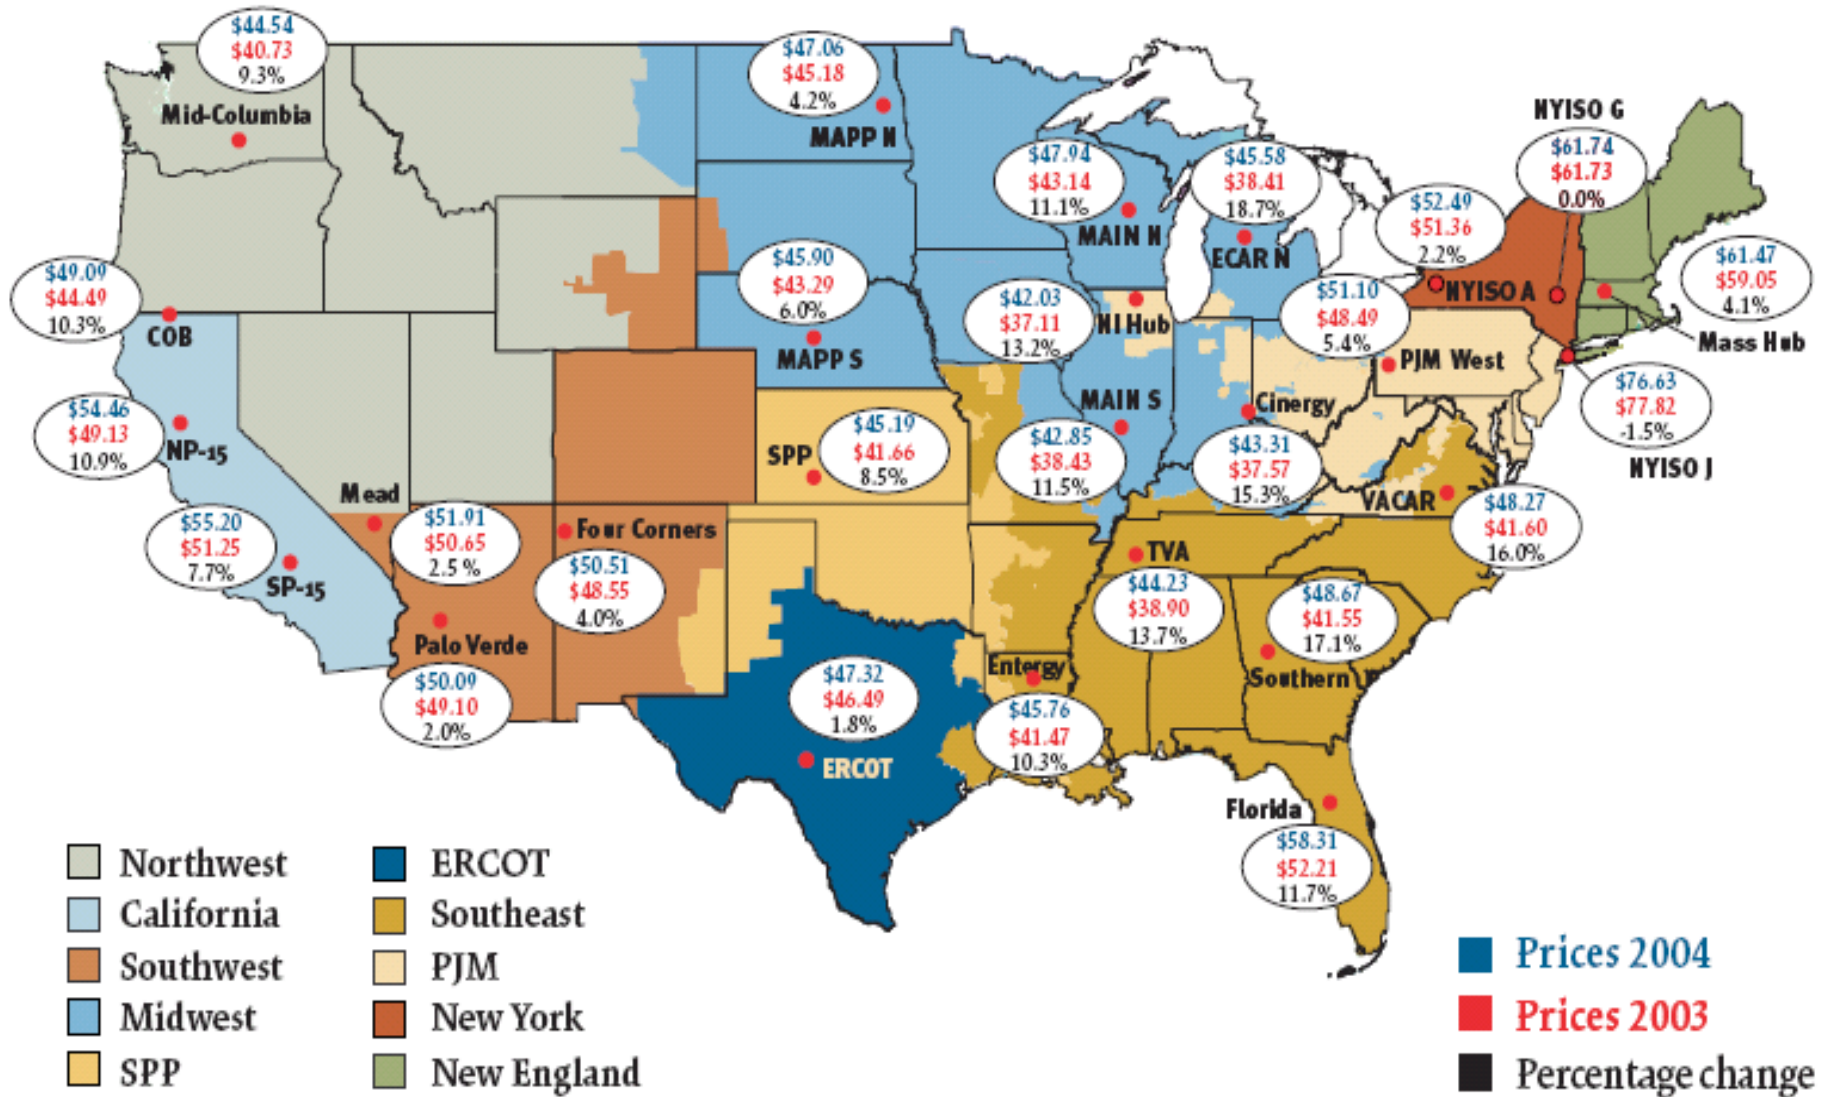 $44.54
$40.73
9.3%
Mid-Columbia
$47.06
$45.18
4.2%
MAPP N
$47.94
$43.14
11.1%
MAIN N
$45.58
$38.41
18.7%
ECAR N
NYISO G
$61.74
$61.73
0.0%
$52.49
$51.36
2.2%
NYISO A
$61.47
$59.05
4.1%
Mass Hub
$49.09
$44.49
10.3%
COB
$45.90
$43.29
6.0%
MAPP S
$42.03
$37.11
13.2%
NI Hub
$51.10
$48.49
5.4%
PJM West
$76.63
$77.82
-1.5%
NYISO J
$54.46
$49.13
10.9%
NP-15
SPP
$45.19
$41.66
8.5%
MAIN S
$42.85
$38.43
11.5%
Cinergy
$43.31
$37.57
15.3%
VACAR
$48.27
$41.60
16.0%
Mead
$51.91
$50.65
2.5 %
$55.20
$51.25
7.7%
SP-15
Four Corners
$50.51
$48.55
4.0%
TVA
$44.23
$38.90
13.7%
$48.67
$41.55
17.1%
Southern
Palo Verde
$50.09
$49.10
2.0%
$47.32
$46.49
1.8%
ERCOT
Entergy
$45.76
$41.47
10.3%
Florida
$58.31
$52.21
11.7%
Northwest
California
Southwest
Midwest
SPP
ERCOT
Southeast
PJM
New York
New England
Prices 2004
Prices 2003
Percentage change